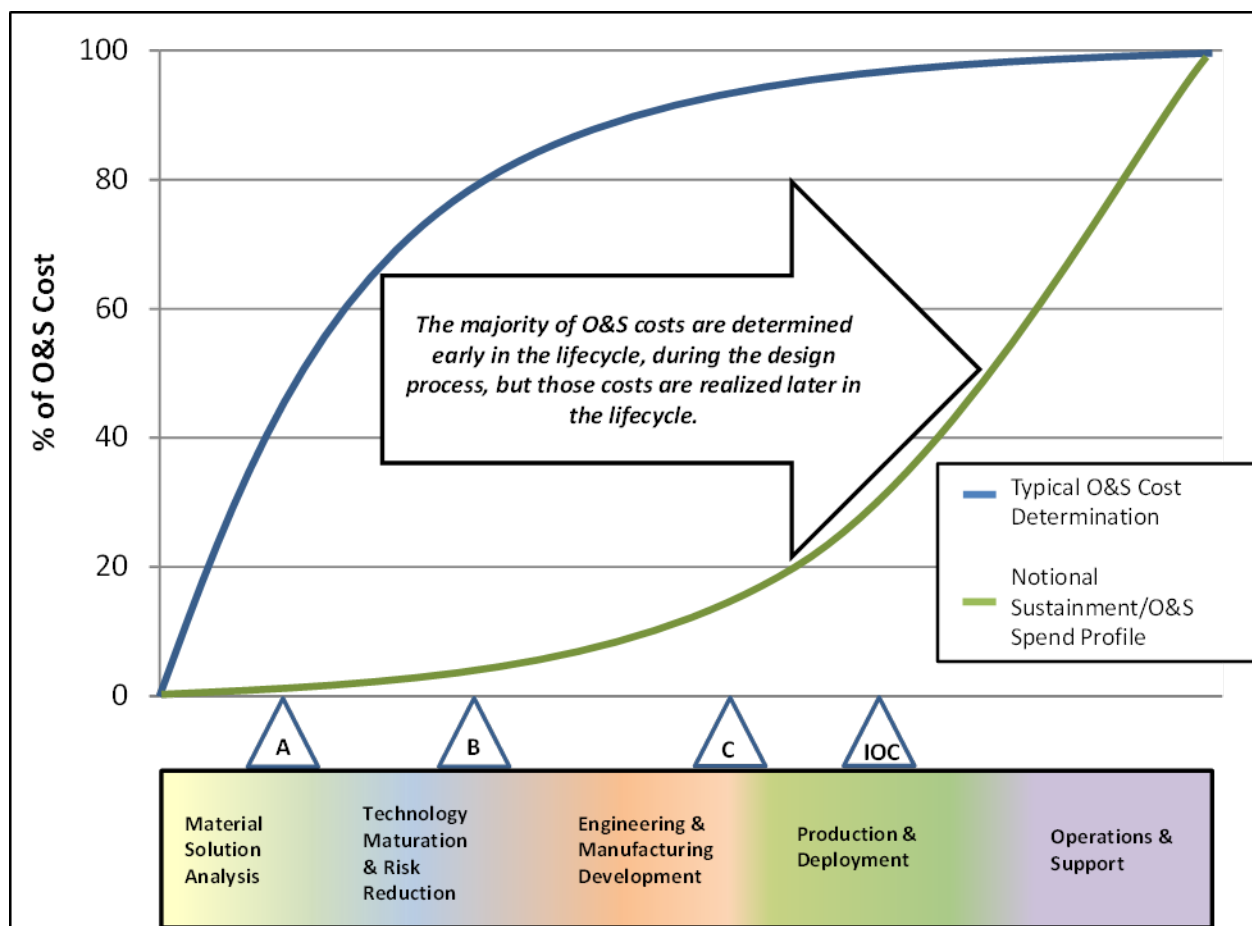 100
80
60
40
20
0
% of O&S Cost
The majority of O&S costs are determined
early in the lifecycle, during the design
process, but those costs are realized later in
the lifecycle.
Typical O&S Cost
Determination
Notional
Sustainment/O&S
Spend Profile
A
B
C
IOC
Material
Solution
Analysis
Technology
Maturation
& Risk
Reduction
Engineering &
Manufacturing
Development
Production &
Deployment
Operations &
Support